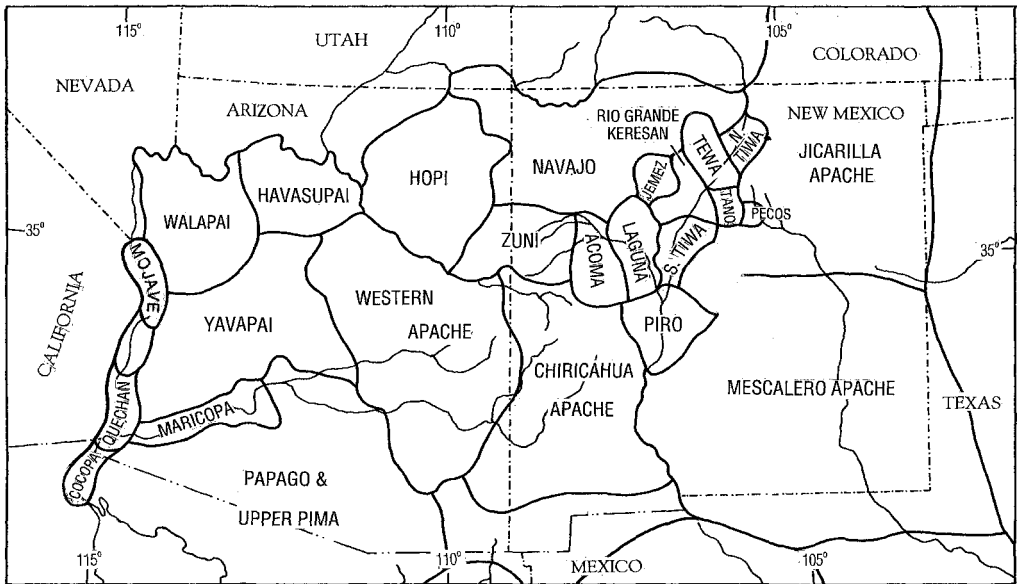 115°
110°
105°
UTAH
COLORADO
NEVADA
ARIZONA
RIO GRANDE
KERESAN
NEW MEXICO
N. TIWA
TEWA
JICARILLA
APACHE
NAVAJO
HOPI
JEMEZ
HAVASUPAI
WALAPAI
TANO
PECOS
35°
ZUNI
ACOMA
LAGUNA
S. TIWA
35°
MOJAVE
WESTERN
APACHE
YAVAPAI
PIRO
CALIFORNIA
CHIRICAHUA
APACHE
MESCALERO APACHE
TEXAS
QUECHAN
MARICOPA
COCOPA
PAPAGO &
UPPER PIMA
115°
110°
MEXICO
105°